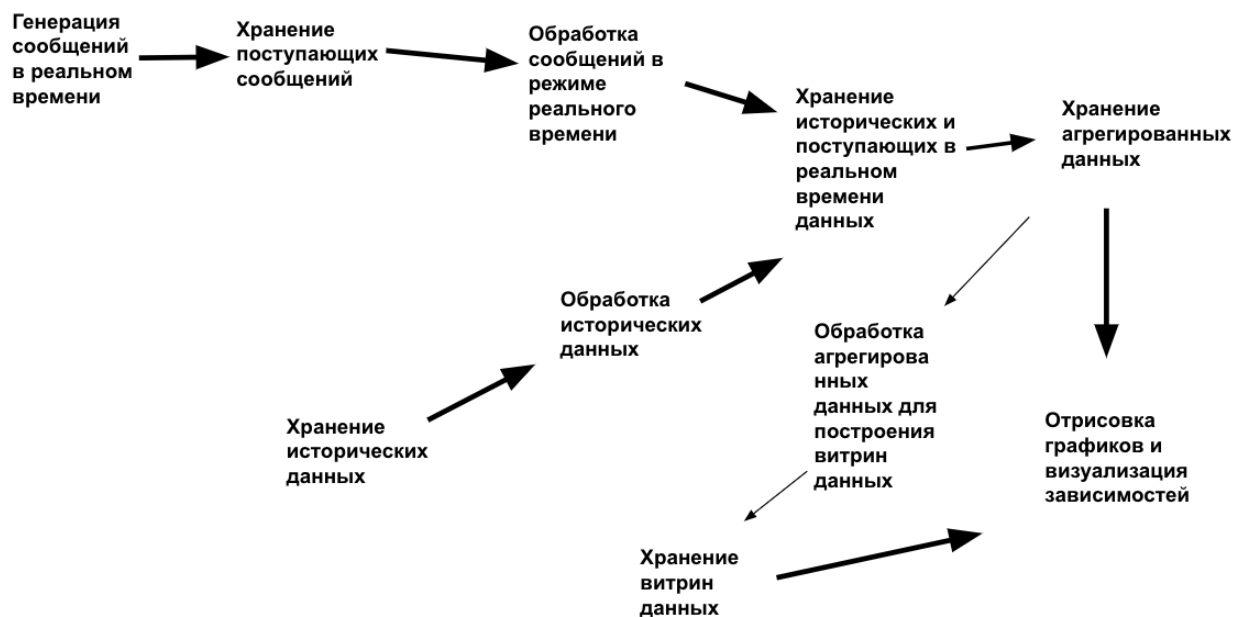 Генерация
сообщений
в реальном
времени
Хранение
поступающих
сообщений
Обработка
сообщений в
режиме
реального
времени
Хранение
исторических и
поступающих в
реальном
времени
данных
Хранение
агрегированных
данных
Обработка
исторических
данных
Хранение
исторических
данных
Обработка
агрегирова
нных
данных для
построения
витрин
данных
Отрисовка
графиков и
визуализация
зависимостей
Хранение
витрин
данных